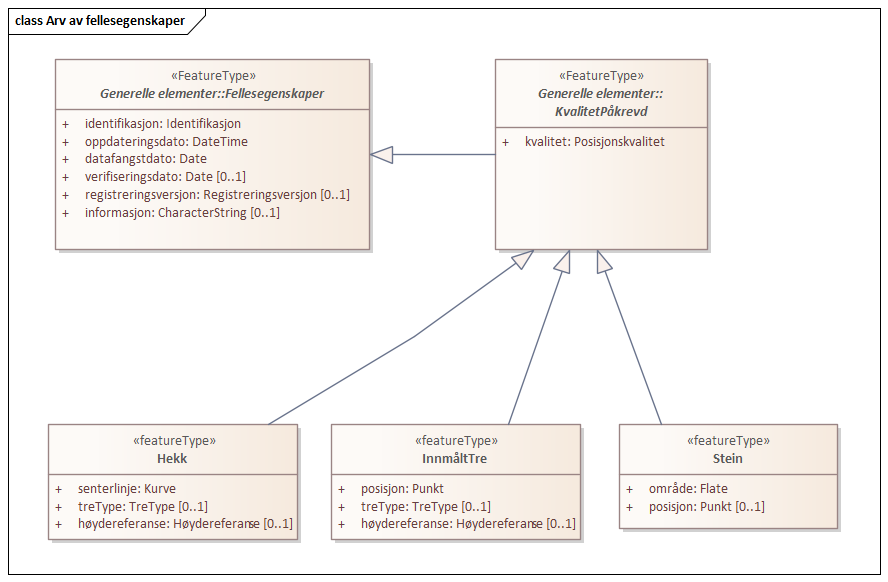 class Arv av fellesegenskaper
«FeatureType»
Generelle elementer::Fellesegenskaper
+ identifikasjon: Identifikasjon
+ oppdateringsdato: DateTime
+ datafangstdato: Date
+ verifiseringsdato: Date [0..1]
+ registreringsversjon: Registreringsversjon [0..1]
+ informasjon: CharacterString [0..1]
«FeatureType»
Generelle elementer::
KvalitetPåkrevd
+ kvalitet: Posisjonskvalitet
«featureType»
Hekk
+ senterlinje: Kurve
+ treType: TreType [0..1]
+ høydereferanse: Høydereferanse [0..1]
«featureType»
InnmåltTre
+ posisjon: Punkt
+ treType: TreType [0..1]
+ høydereferanse: Høydereferanse [0..1]
«featureType»
Stein
+ område: Flate
+ posisjon: Punkt [0..1]